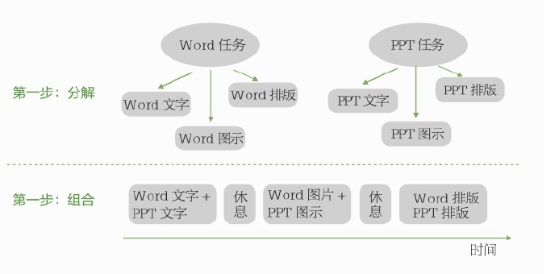 Word 任务
PPT 任务
第一步：分解
Word 文字
Word 图示
Word 排版
PPT 文字
PPT 图示
PPT 排版
第一步：组合
Word 文字 +
PPT 文字
休
息
Word 图片 +
PPT 图示
休
息
Word 排版
PPT 排版
时间